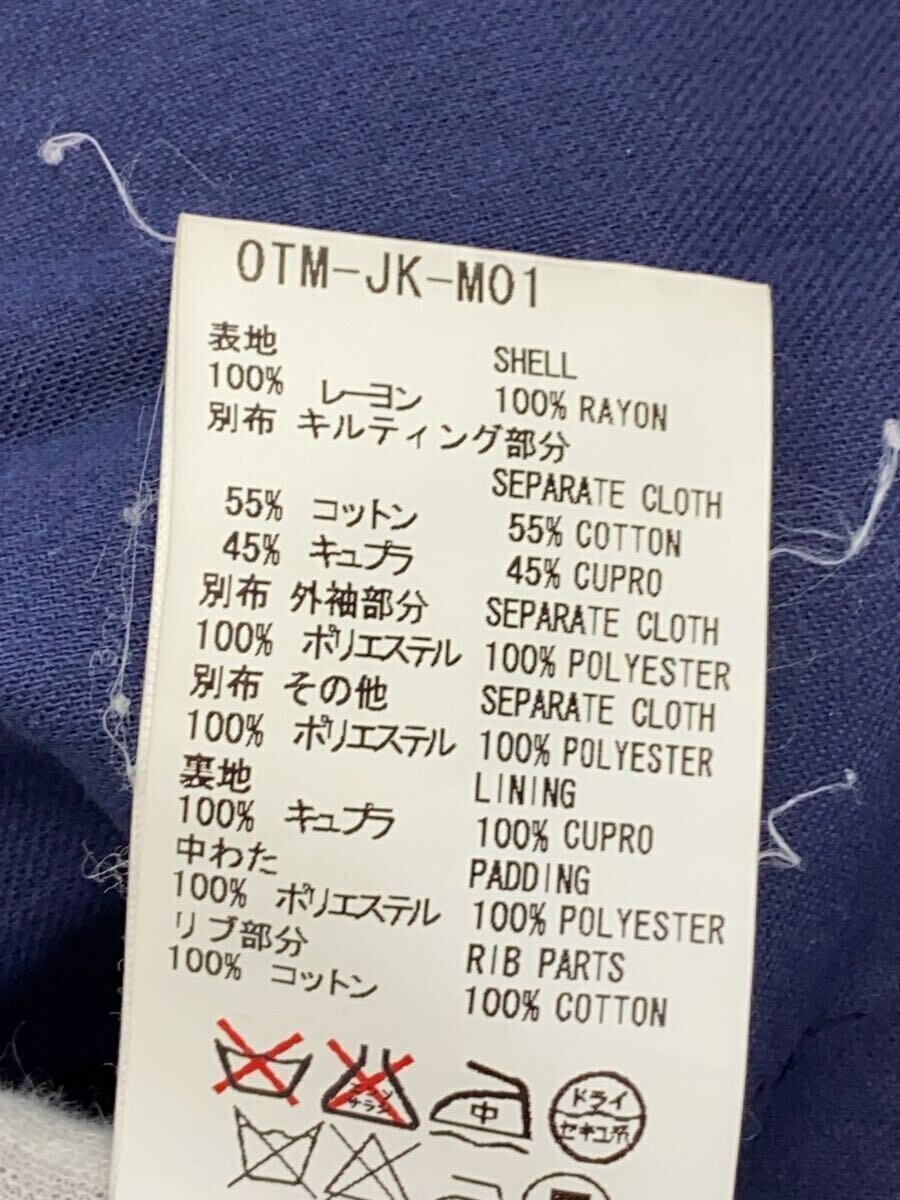 OTM-JK-M01
表地 SHELL
100% レーヨン 100% RAYON
別布 キルティング部分
SEPARATE CLOTH
55% コットン 55% COTTON
45% キュプラ 45% CUPRO
別布 外袖部分 SEPARATE CLOTH
100% ポリエステル 100% POLYESTER
別布 その他 SEPARATE CLOTH
100% ポリエステル 100% POLYESTER
裏地 LINING
100% キュプラ 100% CUPRO
中わた PADDING
100% ポリエステル 100% POLYESTER
リブ部分 RIB PARTS
100% コットン 100% COTTON
エンソ サラシ 中 ドライ
セキユ系